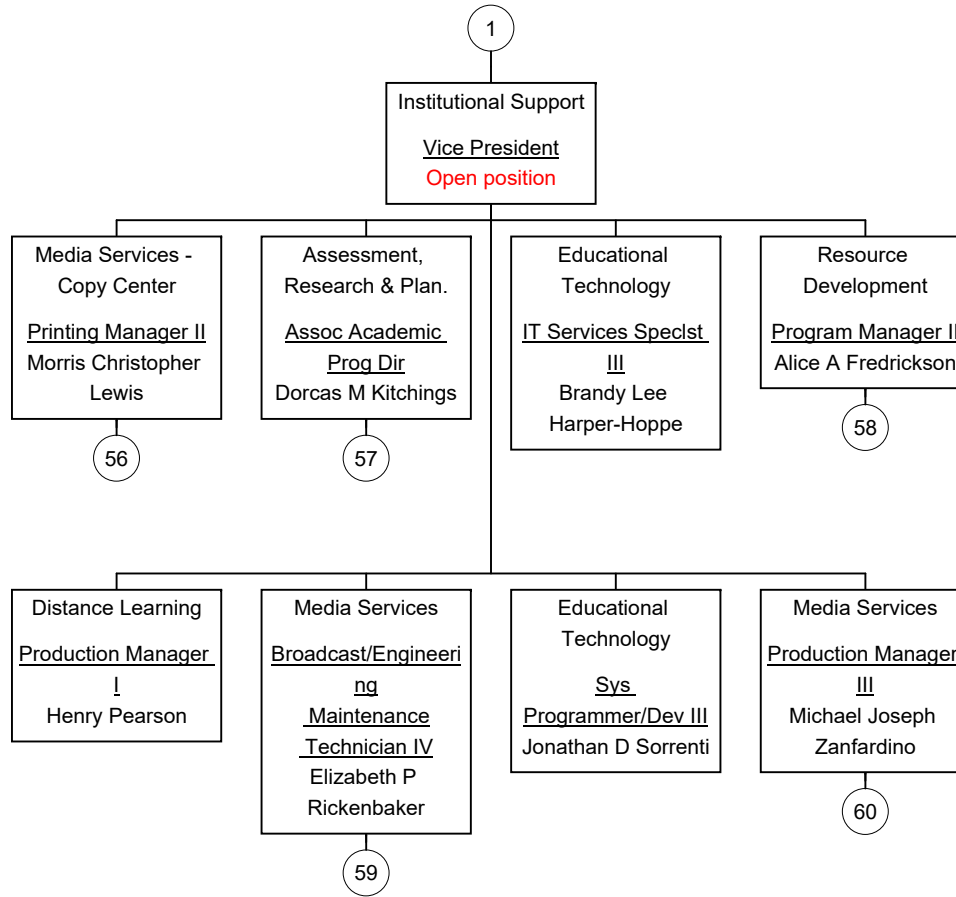 1
Institutional Support
Vice President
Open position
Media Services -
Copy Center
Printing Manager II
Morris Christopher
Lewis
56
Assessment,
Research & Plan.
Assoc Academic
Prog Dir
Dorcas M Kitchings
57
Educational
Technology
IT Services Speclst
III
Brandy Lee
Harper-Hoppe
Resource
Development
Program Manager II
Alice A Fredrickson
58
Distance Learning
Production Manager
I
Henry Pearson
Media Services
Broadcast/Engineeri
ng
Maintenance
Technician IV
Elizabeth P
Rickenbaker
59
Educational
Technology
Sys
Programmer/Dev III
Jonathan D Sorrenti
Media Services
Production Manager
III
Michael Joseph
Zanfardino
60